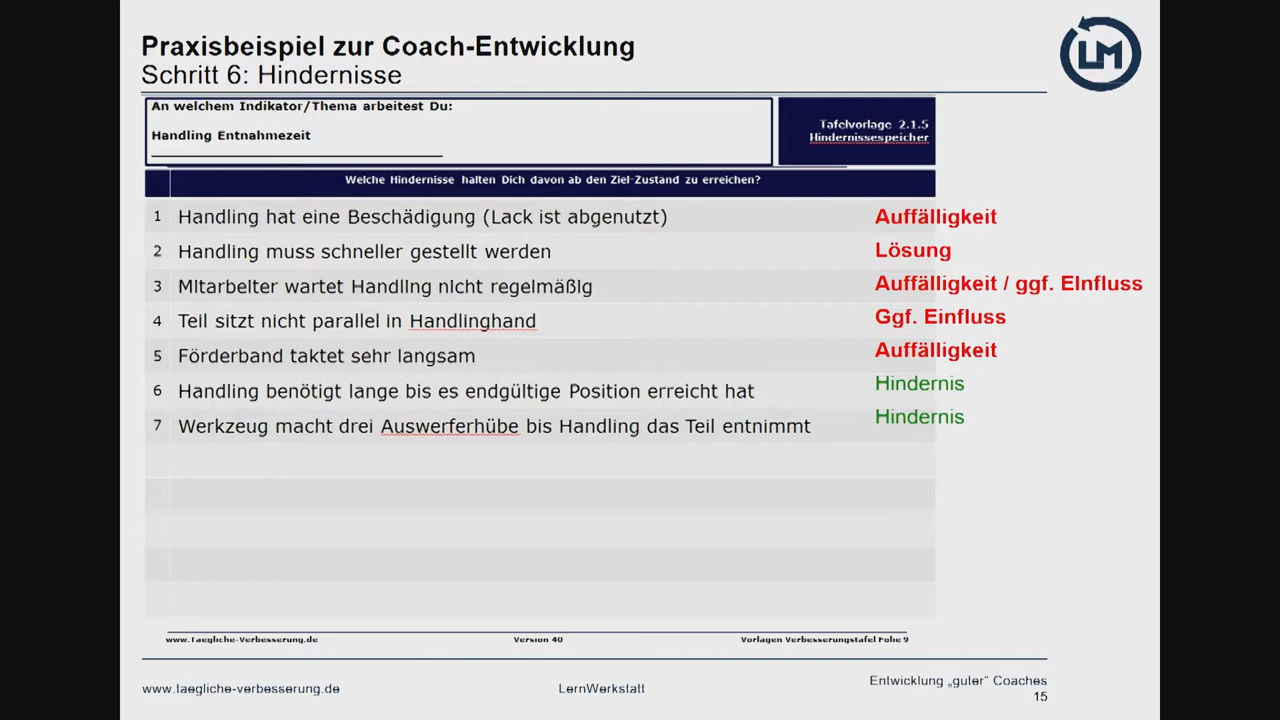 Praxisbeispiel zur Coach-Entwicklung
Schritt 6: Hindernisse
LM
An welchem Indikator/Thema arbeitest Du:
Handling Entnahmezeit
Tafelvorlage 2.1.5
Hindernissespeicher
Welche Hindernisse halten Dich davon ab den Ziel-Zustand zu erreichen?
1 Handling hat eine Beschädigung (Lack ist abgenutzt) Auffälligkeit
2 Handling muss schneller gestellt werden Lösung
3 Mitarbeiter wartet Handling nicht regelmäßig Auffälligkeit / ggf. Einfluss
4 Teil sitzt nicht parallel in Handlinghand Ggf. Einfluss
5 Förderband taktet sehr langsam Auffälligkeit
6 Handling benötigt lange bis es endgültige Position erreicht hat Hindernis
7 Werkzeug macht drei Auswerferhübe bis Handling das Teil entnimmt Hindernis
www.Taegliche-Verbesserung.de Version 40 Vorlagen Verbesserungstafel Folie 9
www.taegliche-verbesserung.de LernWerkstatt Entwicklung „guter“ Coaches
15